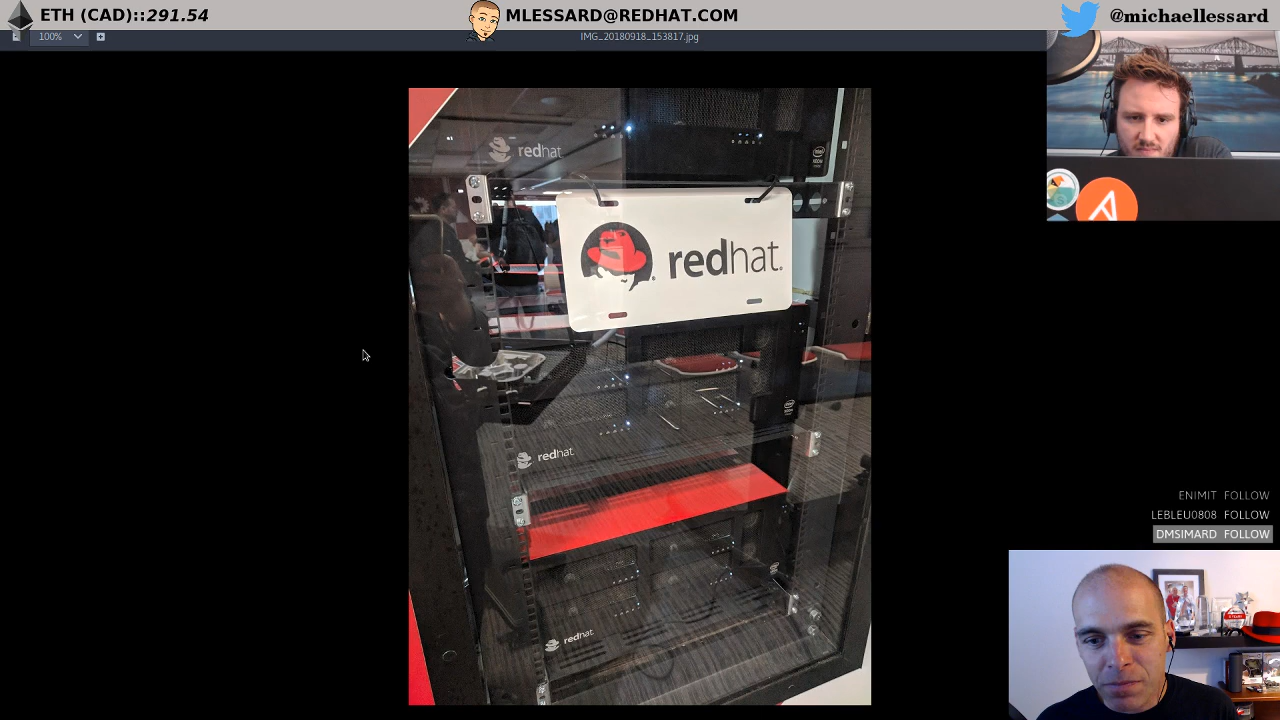 ETH (CAD)::291.54
MLESSARD@REDHAT.COM
@michaellessard
100%
IMG_20180918_153817.jpg
redhat
redhat.
redhat
redhat
ENIMIT FOLLOW
LEBLEU0808 FOLLOW
DMSIMARD FOLLOW